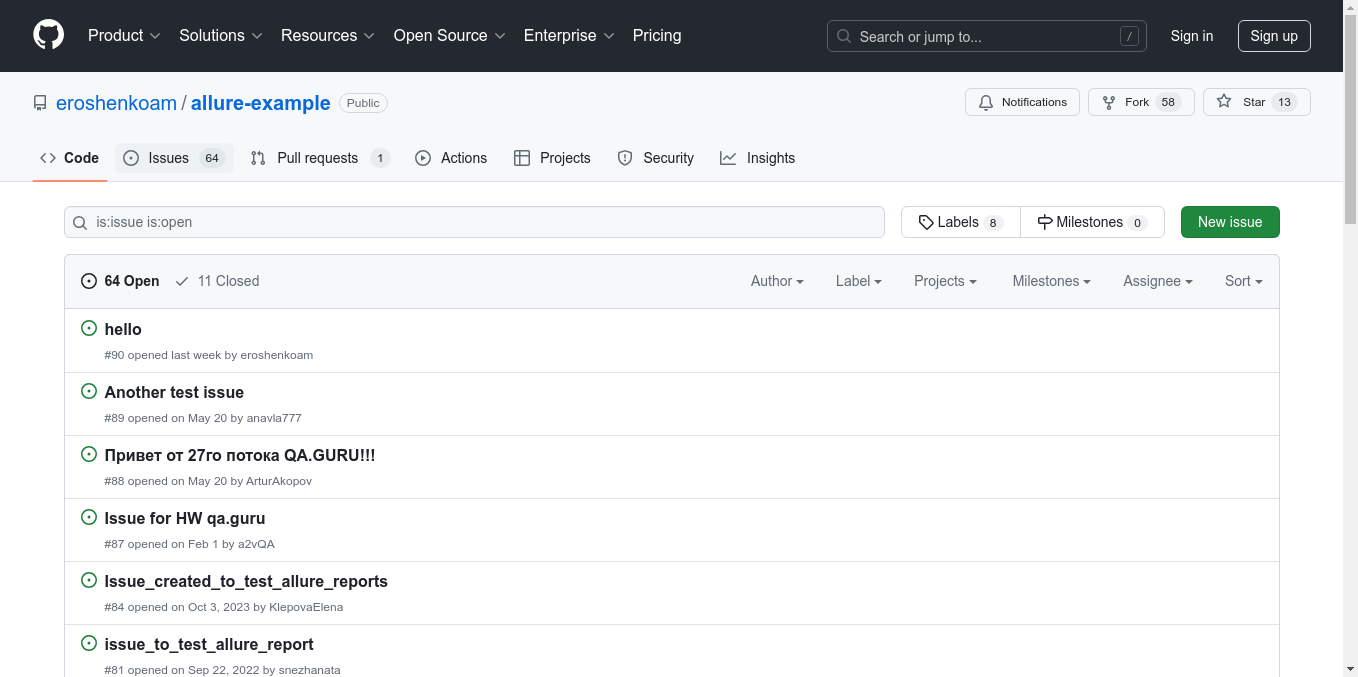 Product Solutions Resources Open Source Enterprise Pricing Search or jump to... / Sign in Sign up
eroshenkoam / allure-example Public Notifications Fork 58 Star 13
Code Issues 64 Pull requests 1 Actions Projects Security Insights
is:issue is:open Labels 8 Milestones 0 New issue
64 Open 11 Closed Author Label Projects Milestones Assignee Sort
hello
#90 opened last week by eroshenkoam
Another test issue
#89 opened on May 20 by anavla777
Привет от 27го потока QA.GURU!!!
#88 opened on May 20 by ArturAkopov
Issue for HW qa.guru
#87 opened on Feb 1 by a2vQA
Issue_created_to_test_allure_reports
#84 opened on Oct 3, 2023 by KlepovaElena
issue_to_test_allure_report
#81 opened on Sep 22, 2022 by snezhanata